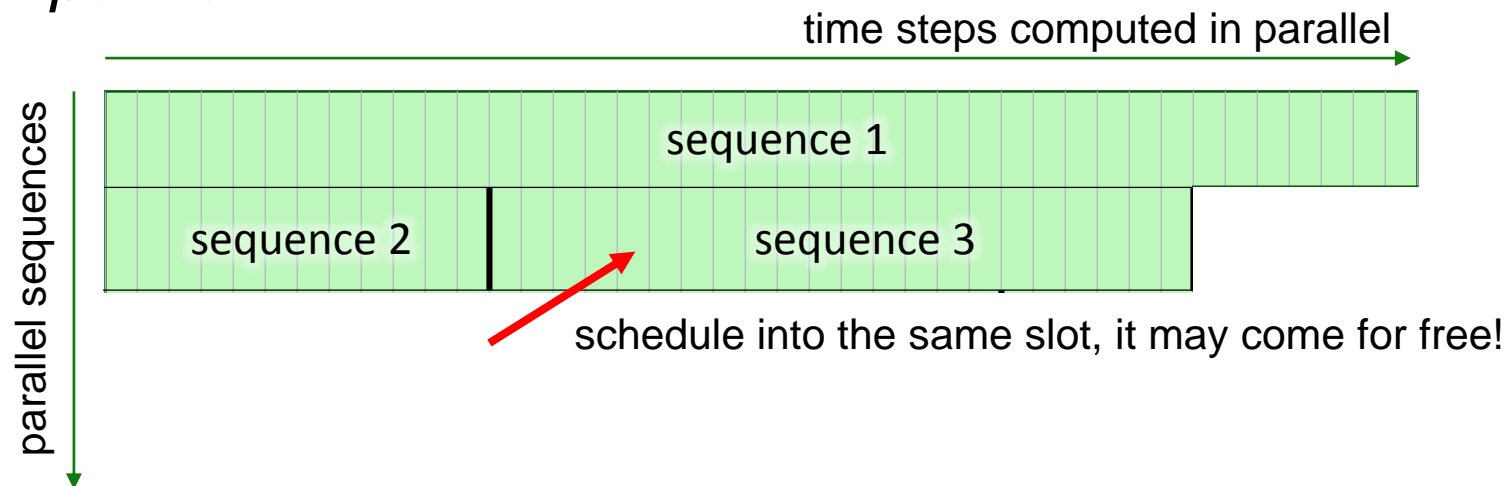 time steps computed in parallel
parallel sequences
sequence 1
sequence 2
sequence 3
schedule into the same slot, it may come for free!